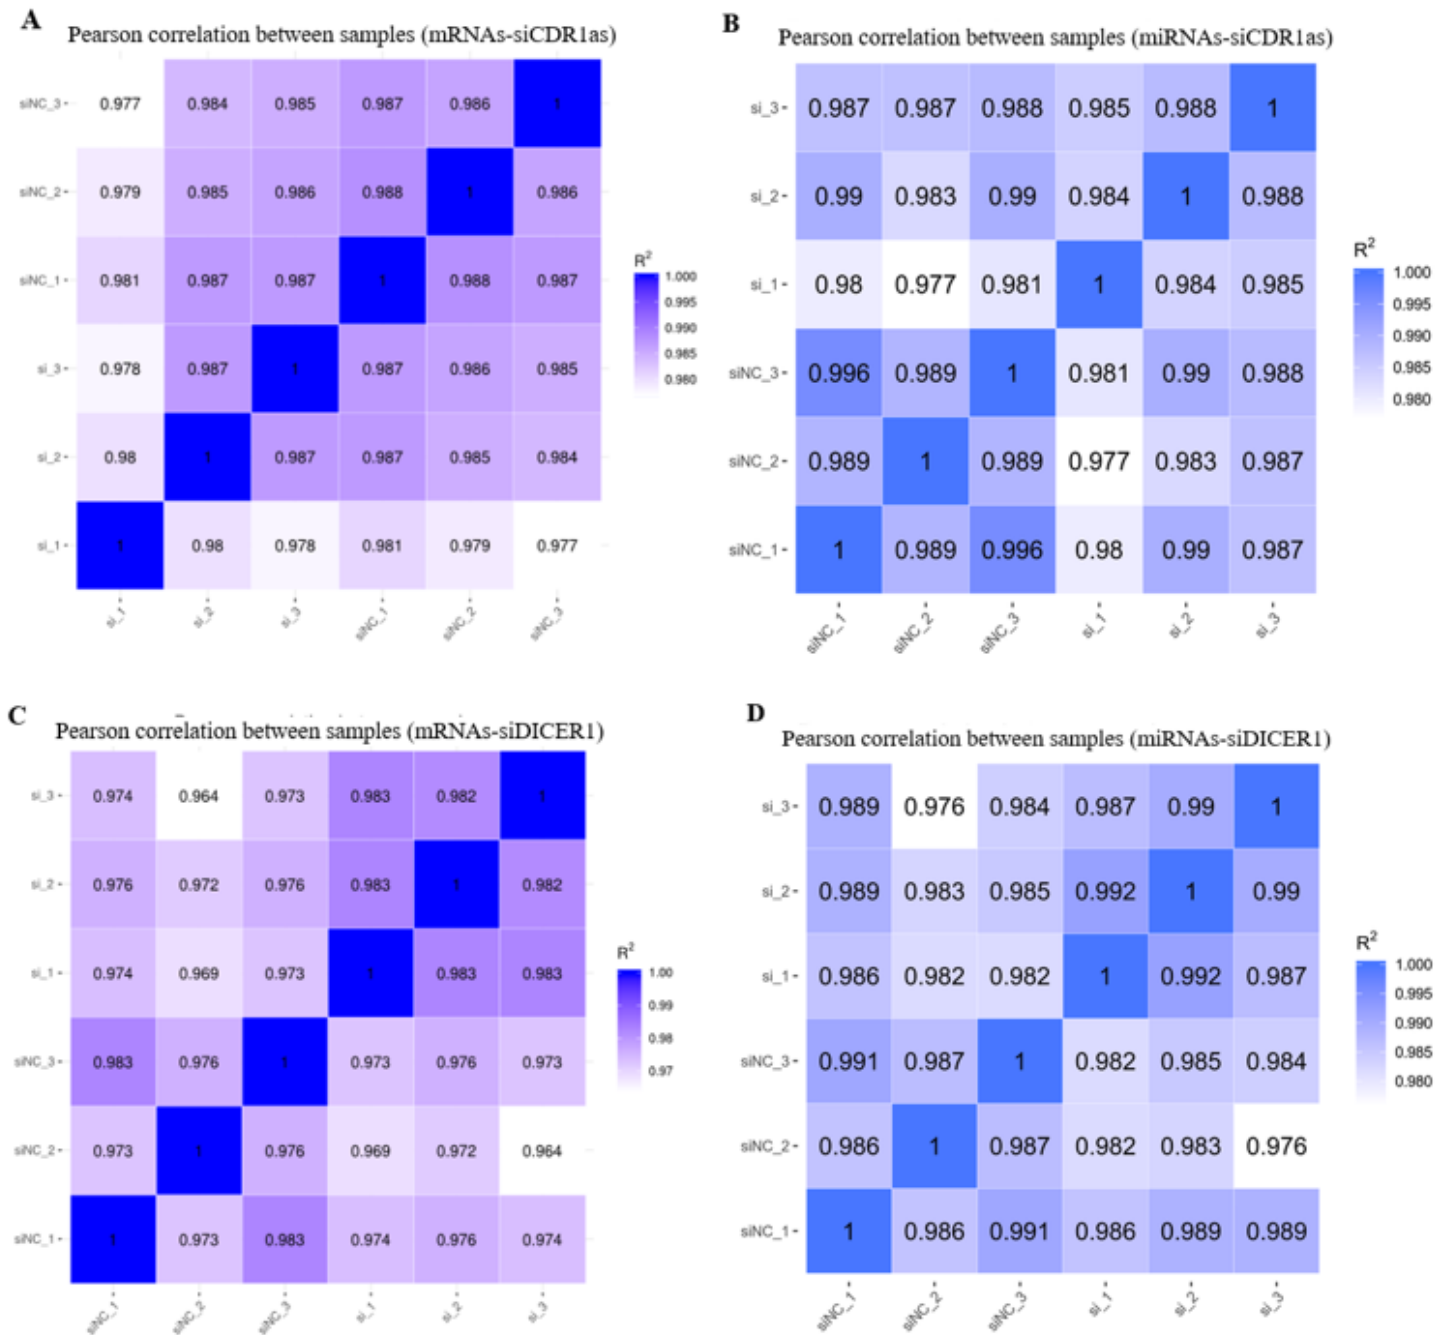 A
Pearson correlation between samples (mRNAs-siCDR1as)
siNC_3 0.977 0.984 0.985 0.987 0.986 1
siNC_2 0.979 0.985 0.986 0.988 1 0.986
siNC_1 0.981 0.987 0.987 1 0.988 0.987
si_3 0.978 0.987 1 0.987 0.986 0.985
si_2 0.98 1 0.987 0.987 0.985 0.984
si_1 1 0.98 0.978 0.981 0.979 0.977
si_1 si_2 si_3 siNC_1 siNC_2 siNC_3
R²
1.000
0.995
0.990
0.985
0.980
B
Pearson correlation between samples (miRNAs-siCDR1as)
si_3 0.987 0.987 0.988 0.985 0.988 1
si_2 0.99 0.983 0.99 0.984 1 0.988
si_1 0.98 0.977 0.981 1 0.984 0.985
siNC_3 0.996 0.989 1 0.981 0.99 0.988
siNC_2 0.989 1 0.989 0.977 0.983 0.987
siNC_1 1 0.989 0.996 0.98 0.99 0.987
siNC_1 siNC_2 siNC_3 si_1 si_2 si_3
R²
1.000
0.995
0.990
0.985
0.980
C
Pearson correlation between samples (mRNAs-siDICER1)
si_3 0.974 0.964 0.973 0.983 0.982 1
si_2 0.976 0.972 0.976 0.983 1 0.982
si_1 0.974 0.969 0.973 1 0.983 0.983
siNC_3 0.983 0.976 1 0.973 0.976 0.973
siNC_2 0.973 1 0.976 0.969 0.972 0.964
siNC_1 1 0.973 0.983 0.974 0.976 0.974
siNC_1 siNC_2 siNC_3 si_1 si_2 si_3
R²
1.00
0.99
0.98
0.97
D
Pearson correlation between samples (miRNAs-siDICER1)
si_3 0.989 0.976 0.984 0.987 0.99 1
si_2 0.989 0.983 0.985 0.992 1 0.99
si_1 0.986 0.982 0.982 1 0.992 0.987
siNC_3 0.991 0.987 1 0.982 0.985 0.984
siNC_2 0.986 1 0.987 0.982 0.983 0.976
siNC_1 1 0.986 0.991 0.986 0.989 0.989
siNC_1 siNC_2 siNC_3 si_1 si_2 si_3
R²
1.000
0.995
0.990
0.985
0.980